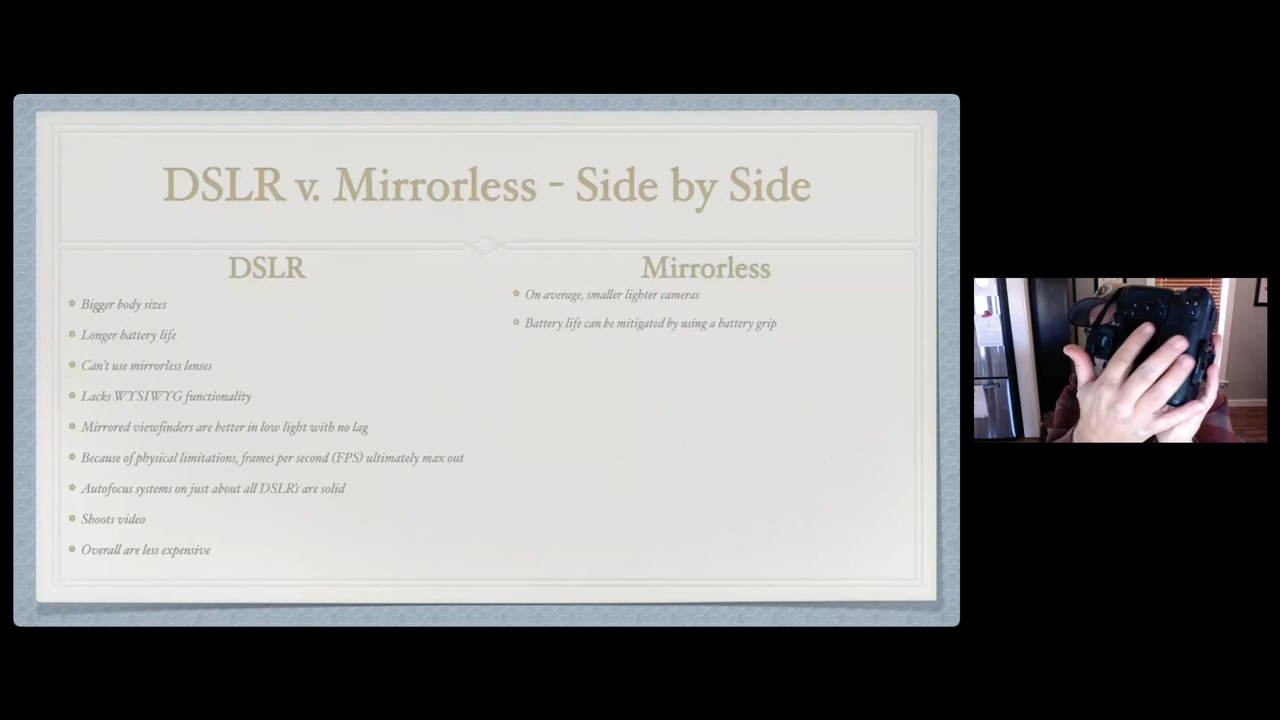 DSLR v. Mirrorless - Side by Side
DSLR
Bigger body sizes
Longer battery life
Can't use mirrorless lenses
Lacks WYSIWYG functionality
Mirrored viewfinders are better in low light with no lag
Because of physical limitations, frames per second (FPS) ultimately max out
Autofocus systems on just about all DSLR's are solid
Shoots video
Overall are less expensive
Mirrorless
On average, smaller lighter cameras
Battery life can be mitigated by using a battery grip